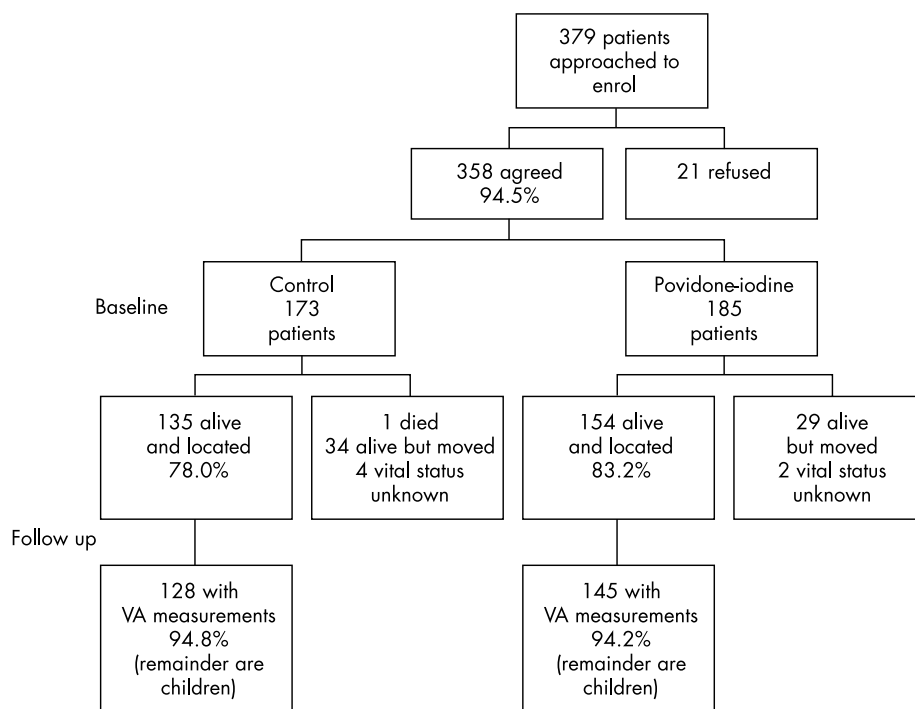 379 patients
approached to
enrol
358 agreed
94.5%
21 refused
Baseline
Control
173
patients
Povidone-iodine
185
patients
135 alive
and located
78.0%
1 died
34 alive but moved
4 vital status
unknown
154 alive
and located
83.2%
29 alive
but moved
2 vital status
unknown
Follow up
128 with
VA measurements
94.8%
(remainder are
children)
145 with
VA measurements
94.2%
(remainder are
children)